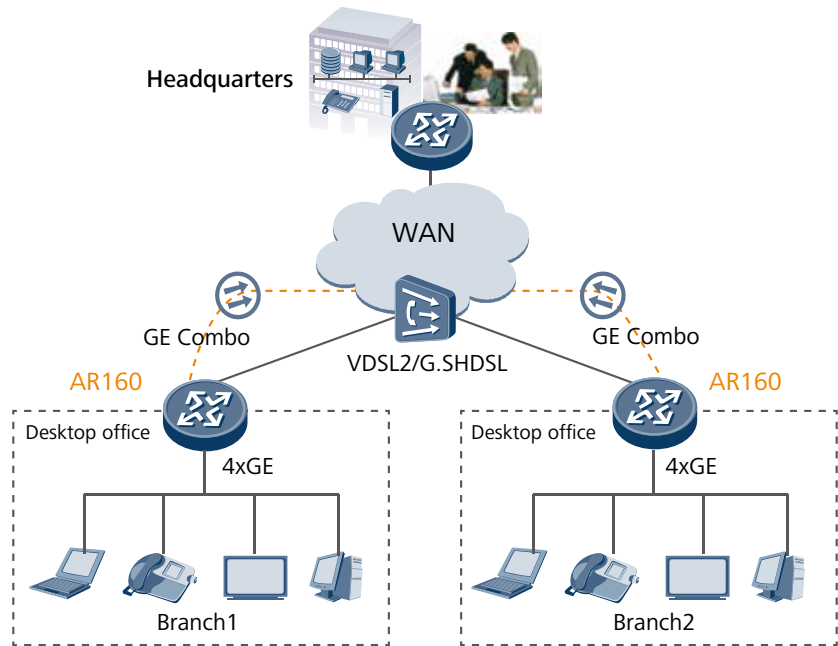 Headquarters
WAN
GE Combo
GE Combo
VDSL2/G.SHDSL
AR160
AR160
Desktop office
Desktop office
4xGE
4xGE
Branch1
Branch2